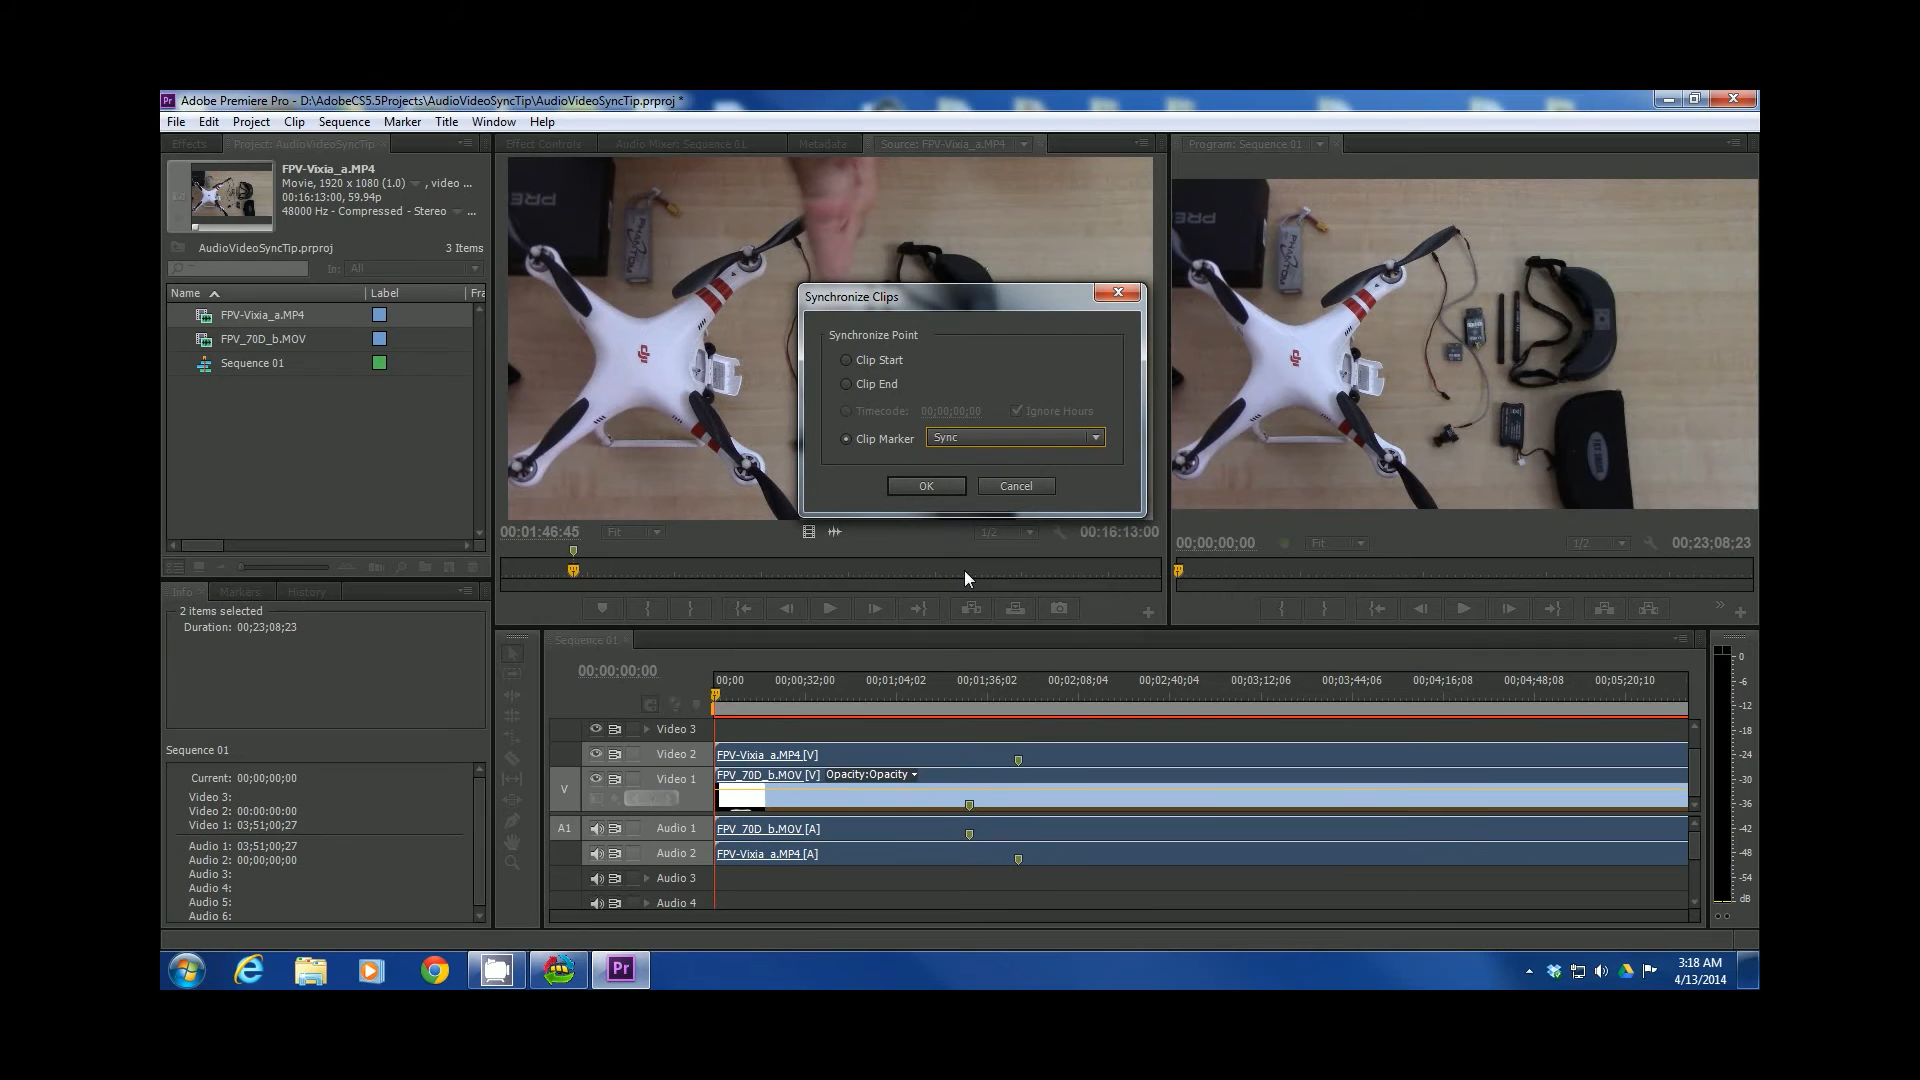 Adobe Premiere Pro - D:\AdobeCS5.5Projects\AudioVideoSyncTip\AudioVideoSyncTip.prproj *
File Edit Project Clip Sequence Marker Title Window Help
Effects
Project: AudioVideoSyncTip
FPV-Vixia_a.MP4
Movie, 1920 x 1080 (1.0) , video ...
00:16:13:00, 59.94p
48000 Hz - Compressed - Stereo ...
AudioVideoSyncTip.prproj 3 Items
In: All
Name Label Fra
FPV-Vixia_a.MP4
FPV_70D_b.MOV
Sequence 01
Info Markers History
2 items selected
Duration: 00;23;08;23
Sequence 01
Current: 00;00;00;00
Video 3:
Video 2: 00:00:00:00
Video 1: 03;51;00;27
Audio 1: 03;51;00;27
Audio 2: 00;00;00;00
Audio 3:
Audio 4:
Audio 5:
Audio 6:
Effect Controls Audio Mixer: Sequence 01 Metadata Source: FPV-Vixia_a.MP4
PHANTOM
dji
00:01:46:45 Fit 1/2 00:16:13:00
Synchronize Clips
Synchronize Point
Clip Start
Clip End
Timecode: 00;00;00;00 Ignore Hours
Clip Marker Sync
OK Cancel
Program: Sequence 01
PHANTOM
dji
00;00;00;00 Fit 1/2 00;23;08;23
Sequence 01
00;00;00;00
00;00 00;00;32;00 00;01;04;02 00;01;36;02 00;02;08;04 00;02;40;04 00;03;12;06 00;03;44;06 00;04;16;08 00;04;48;08 00;05;20;10
Video 3
Video 2 FPV-Vixia_a.MP4 [V]
V Video 1 FPV_70D_b.MOV [V] Opacity:Opacity
A1 Audio 1 FPV_70D_b.MOV [A]
Audio 2 FPV-Vixia_a.MP4 [A]
Audio 3
Audio 4
0
-6
-12
-18
-24
-30
-36
-42
-48
-54
dB
Pr
3:18 AM
4/13/2014